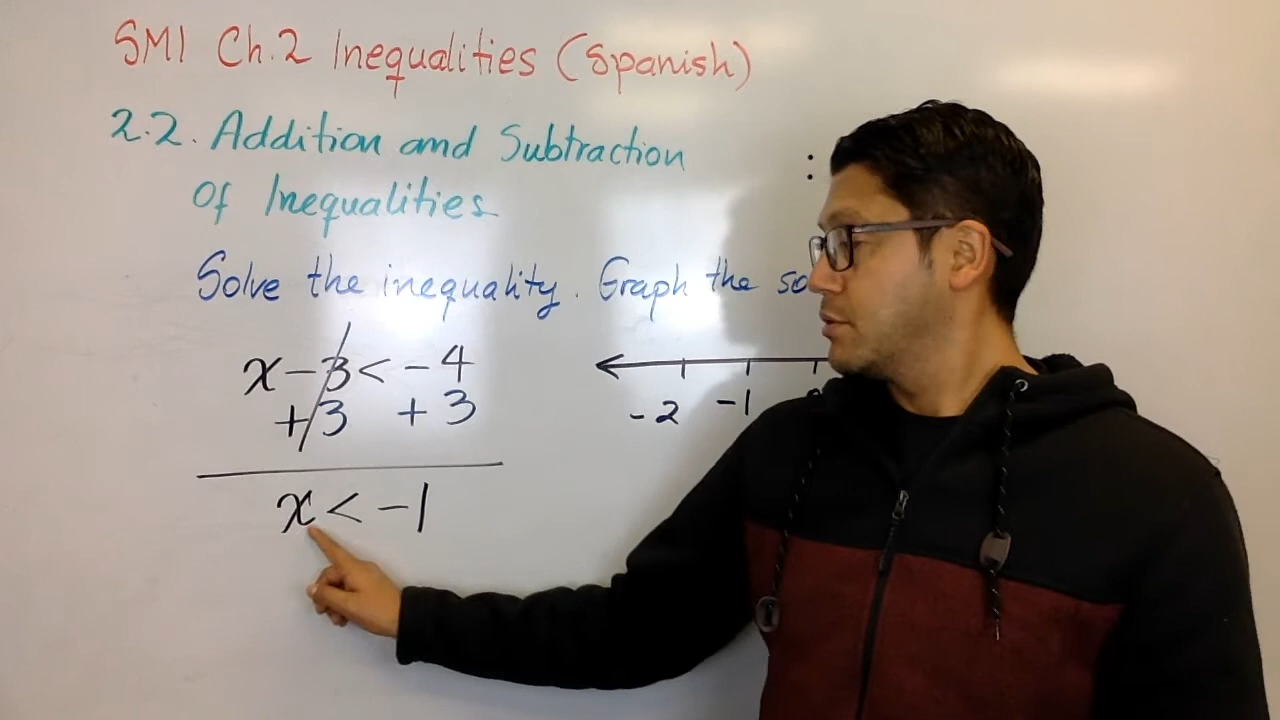 SM1 Ch.2 Inequalities (Spanish)
2.2. Addition and Subtraction
of Inequalities
Solve the inequality. Graph the
x - 3 < - 4
+ 3 + 3
-2 -1
x < -1